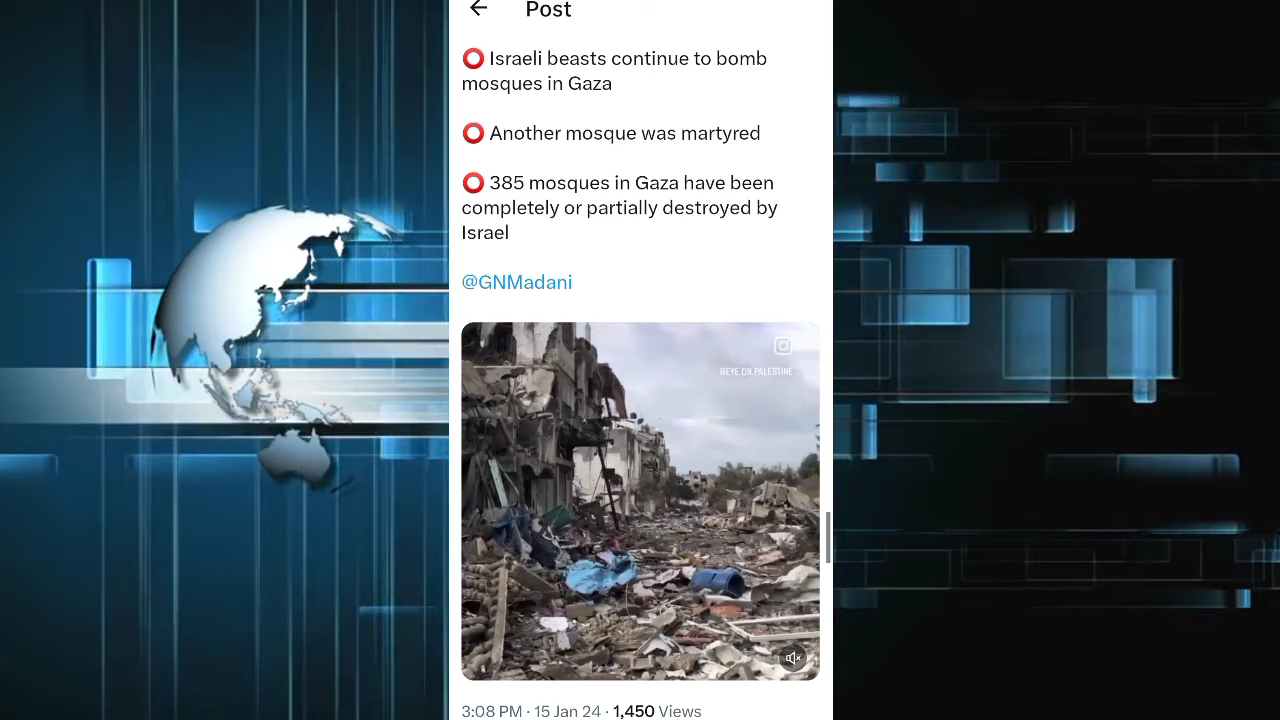 Post
⭕ Israeli beasts continue to bomb
mosques in Gaza
⭕ Another mosque was martyred
⭕ 385 mosques in Gaza have been
completely or partially destroyed by
Israel
@GNMadani
@EYE.ON.PALESTINE
3:08 PM · 15 Jan 24 · 1,450 Views